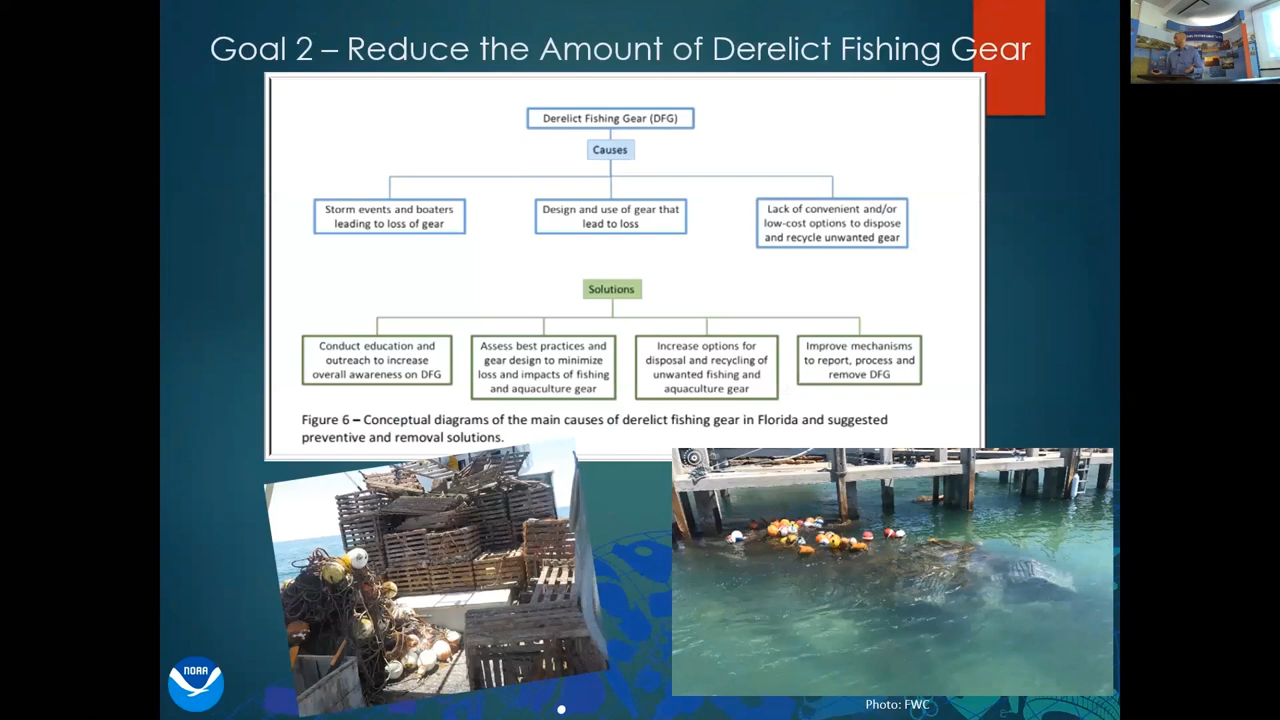 Goal 2 – Reduce the Amount of Derelict Fishing Gear
Derelict Fishing Gear (DFG)
Causes
Storm events and boaters
leading to loss of gear
Design and use of gear that
lead to loss
Lack of convenient and/or
low-cost options to dispose
and recycle unwanted gear
Solutions
Conduct education and
outreach to increase
overall awareness on DFG
Assess best practices and
gear design to minimize
loss and impacts of fishing
and aquaculture gear
Increase options for
disposal and recycling of
unwanted fishing and
aquaculture gear
Improve mechanisms
to report, process and
remove DFG
Figure 6 – Conceptual diagrams of the main causes of derelict fishing gear in Florida and suggested
preventive and removal solutions.
NOAA
Photo: FWC